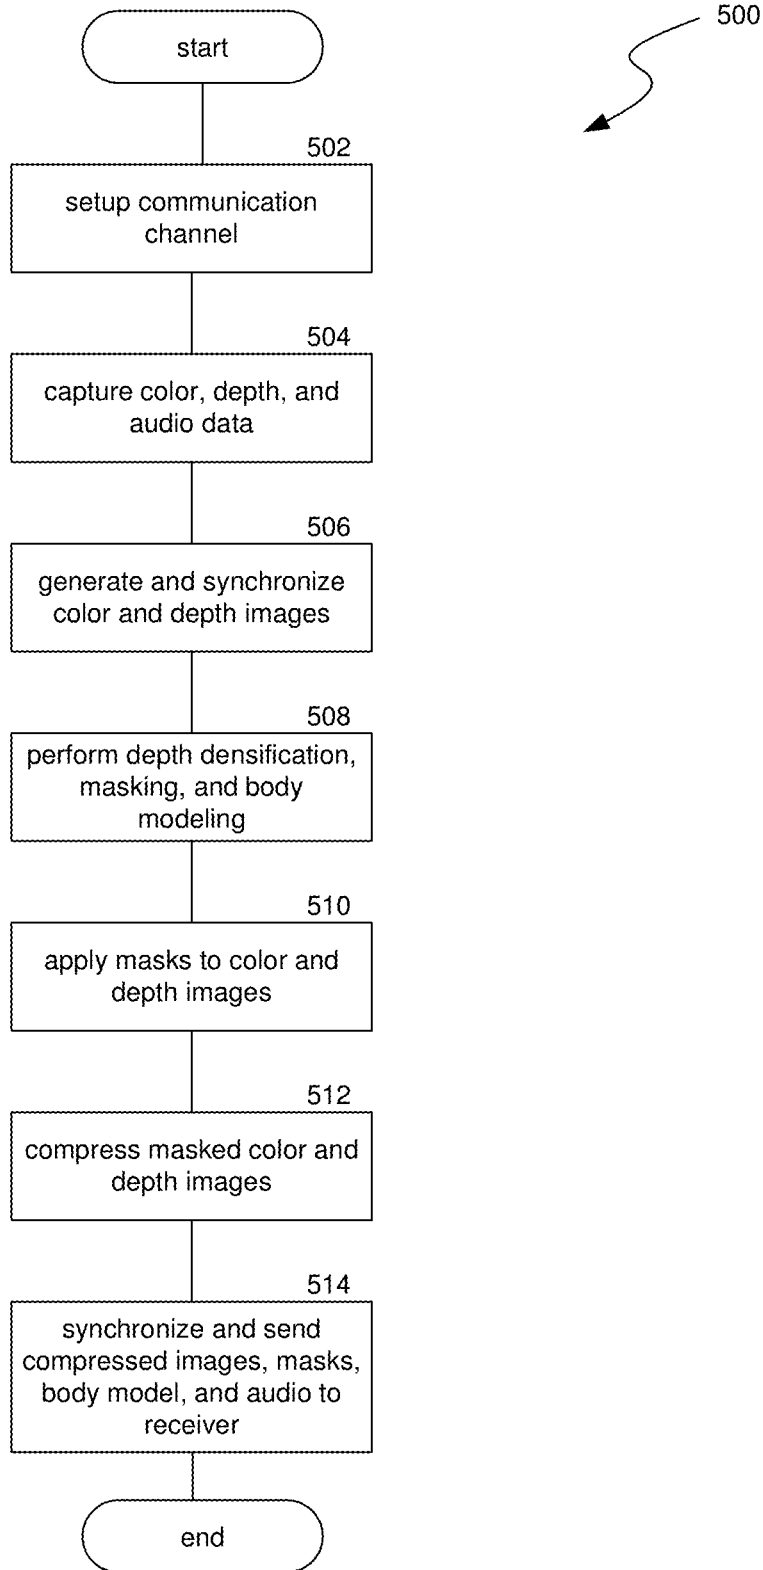 500
start
502
setup communication
channel
504
capture color, depth, and
audio data
506
generate and synchronize
color and depth images
508
perform depth densification,
masking, and body
modeling
510
apply masks to color and
depth images
512
compress masked color and
depth images
514
synchronize and send
compressed images, masks,
body model, and audio to
receiver
end